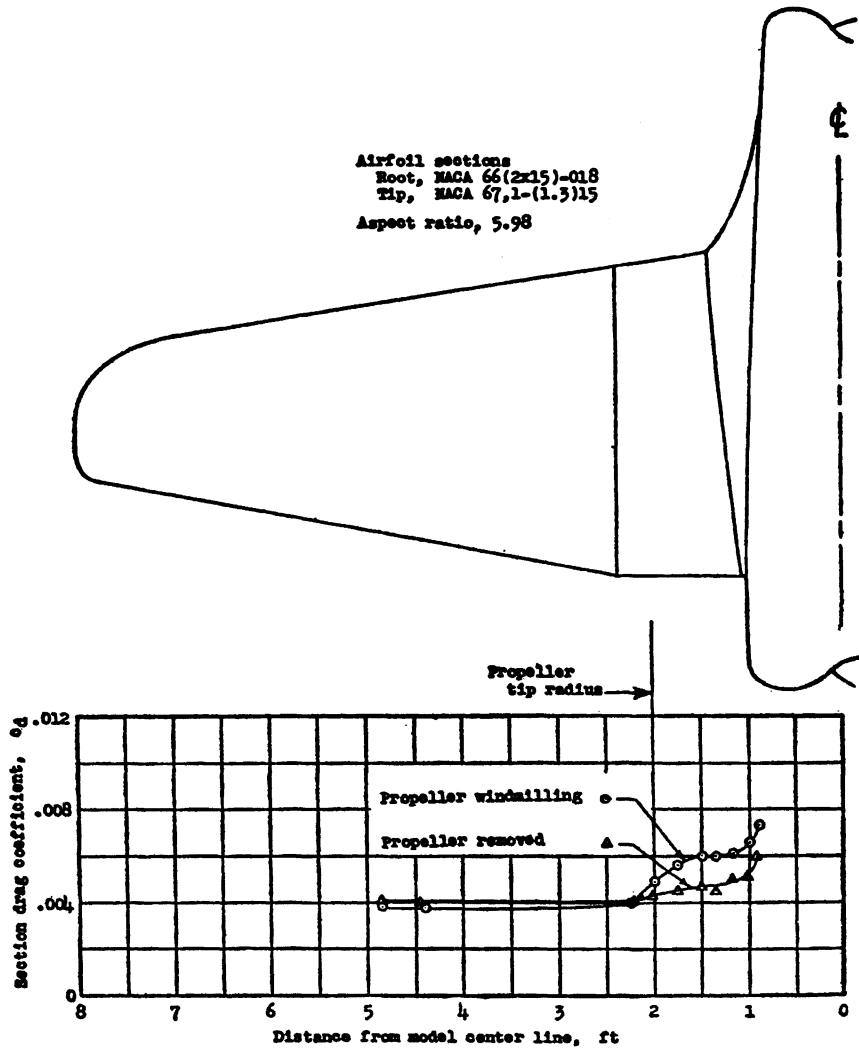 ℄
Airfoil sections
Root, NACA 66(2x15)-018
Tip, NACA 67,1-(1.3)15
Aspect ratio, 5.98
Propeller
tip radius
Section drag coefficient, cd
.012
.008
.004
0
Propeller windmilling
Propeller removed
8 7 6 5 4 3 2 1 0
Distance from model center line, ft